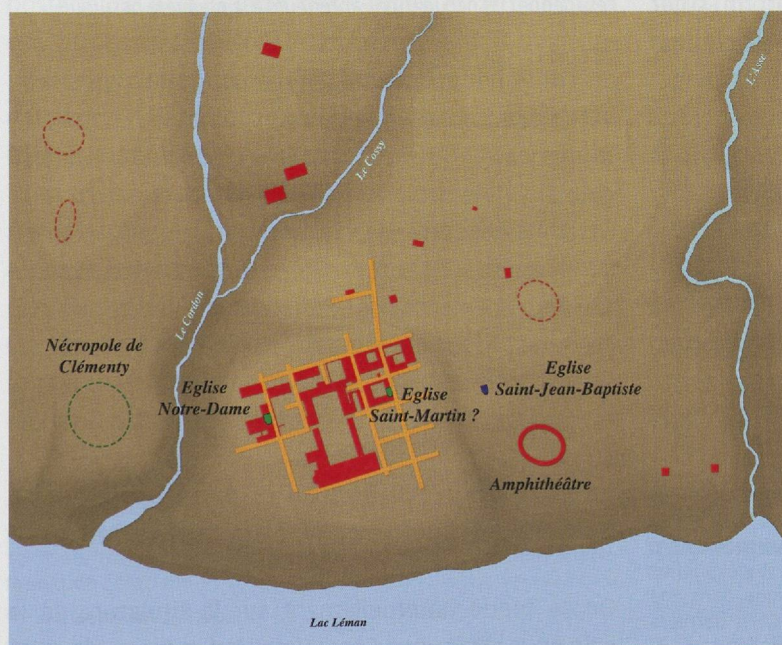 L'Asse
Le Cossy
Le Cordon
Nécropole de
Clémenty
Eglise
Notre-Dame
Eglise
Saint-Martin ?
Eglise
Saint-Jean-Baptiste
Amphithéâtre
Lac Léman